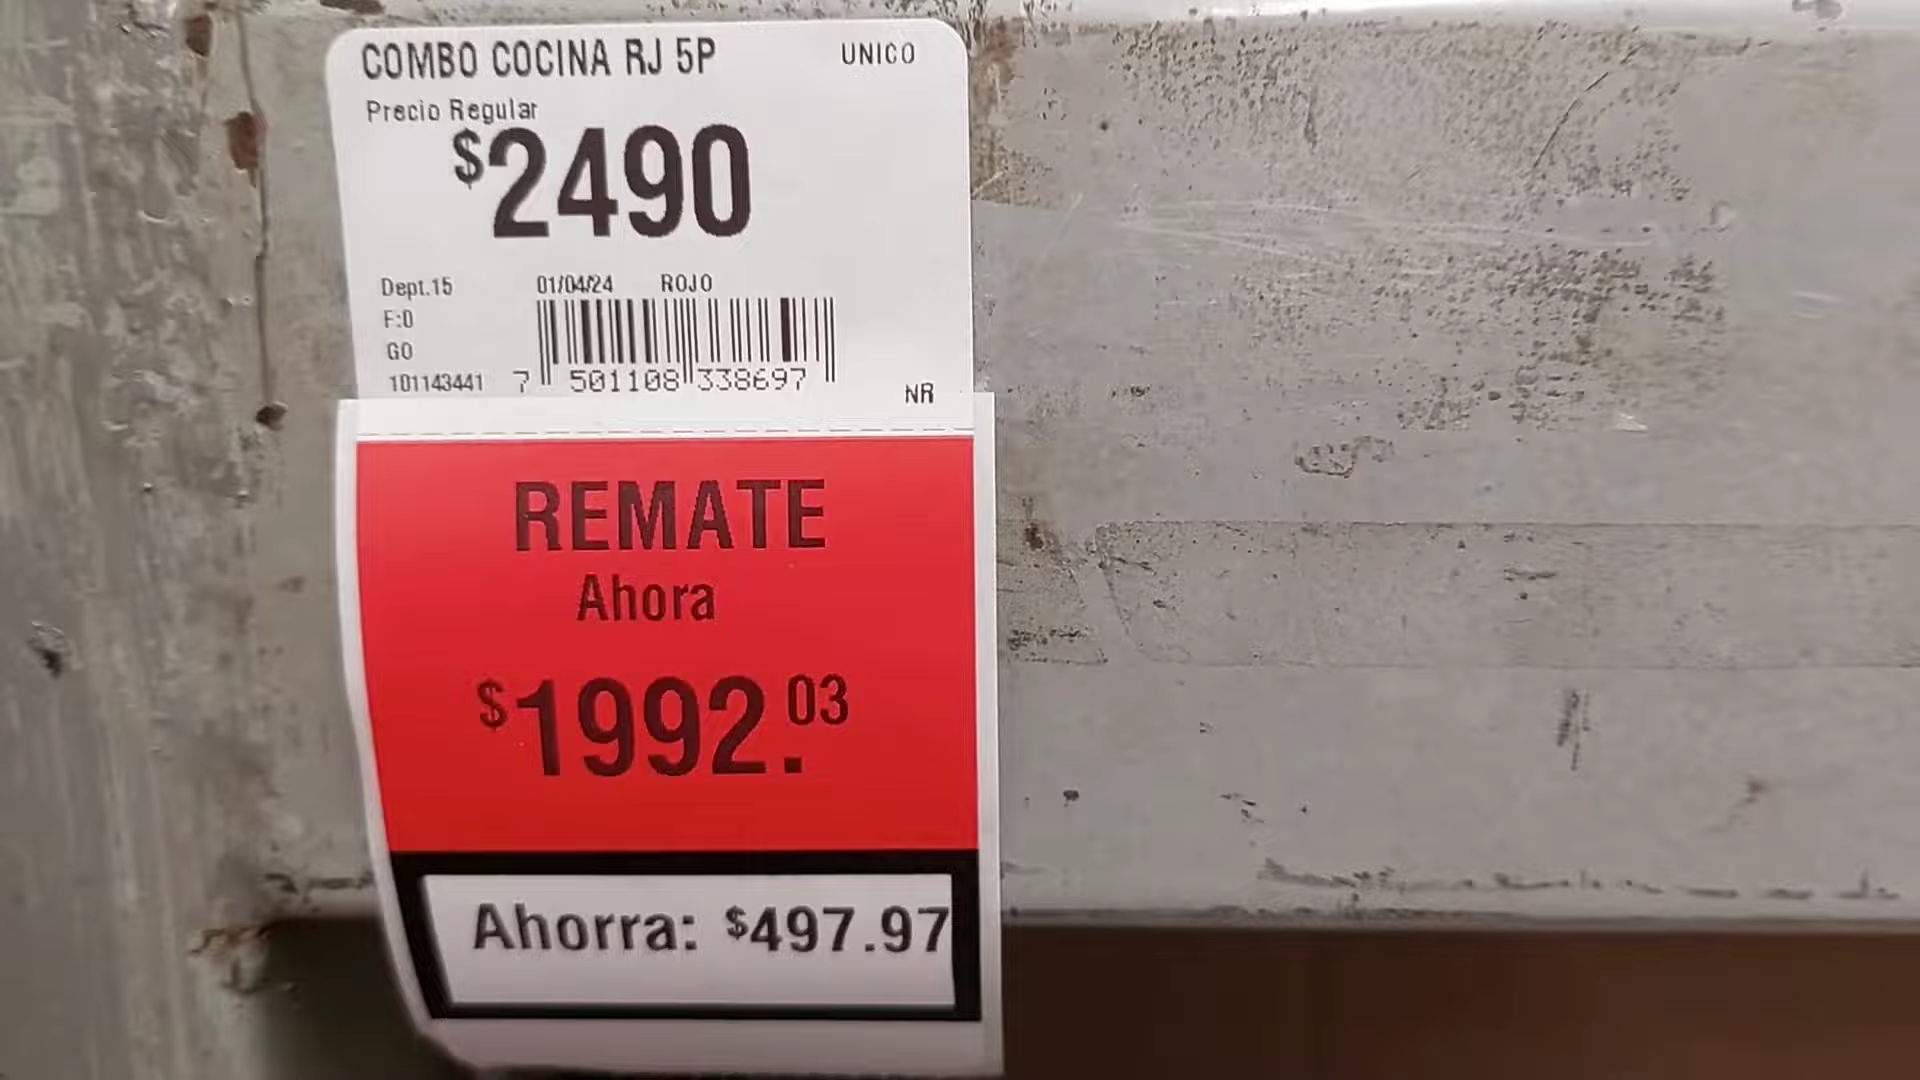 COMBO COCINA RJ 5P UNICO
Precio Regular
$2490
Dept.15 01/04/24 ROJO
F:0
GO
101143441 7 501108 338697
NR
REMATE
Ahora
$1992.03
Ahorra: $497.97